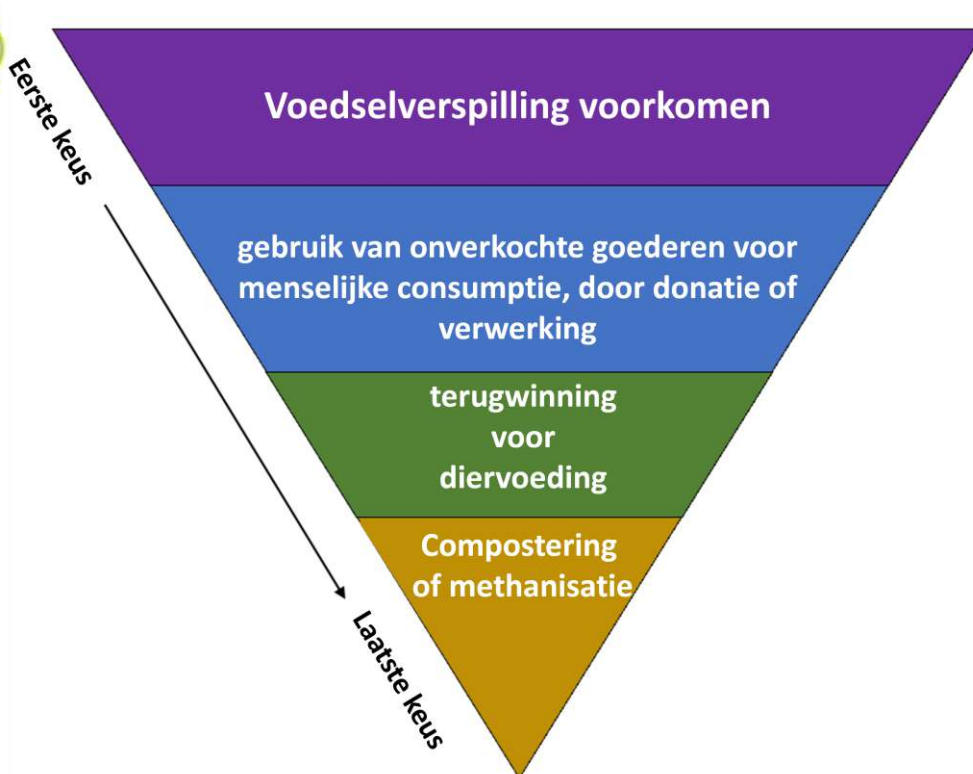 Eerste keus
Voedselverspilling voorkomen
gebruik van onverkochte goederen voor
menselijke consumptie, door donatie of
verwerking
terugwinning
voor
diervoeding
Compostering
of methanisatie
Laatste keus